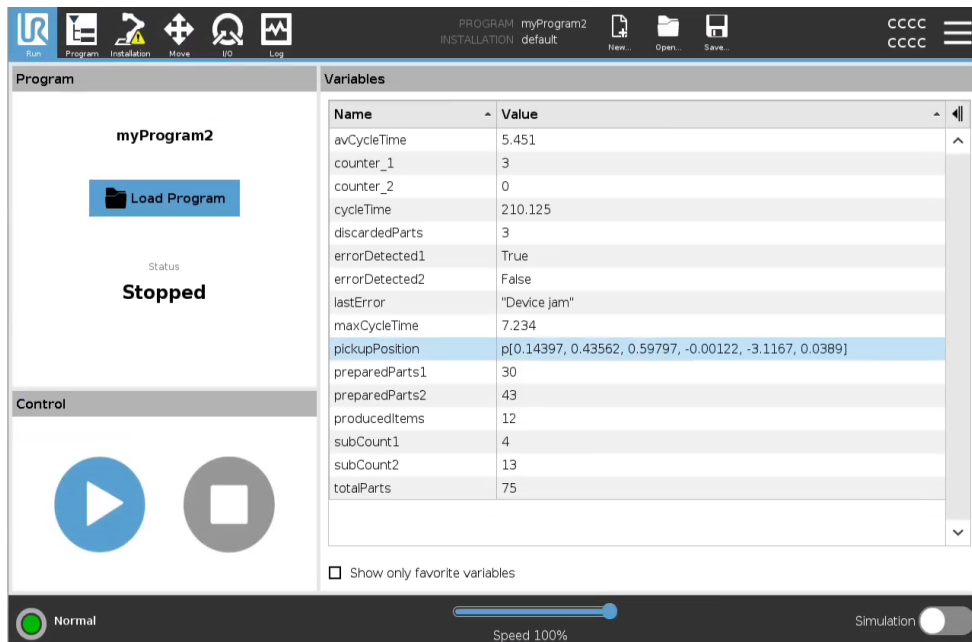 UR
PROGRAM myProgram2
INSTALLATION default
CCCC
CCCC
Run Program Installation Move I/O Log New... Open... Save...
Program
myProgram2
Load Program
Status
Stopped
Control
Variables
Name Value
avCycleTime 5.451
counter_1 3
counter_2 0
cycleTime 210.125
discardedParts 3
errorDetected1 True
errorDetected2 False
lastError "Device jam"
maxCycleTime 7.234
pickupPosition p[0.14397, 0.43562, 0.59797, -0.00122, -3.1167, 0.0389]
preparedParts1 30
preparedParts2 43
producedItems 12
subCount1 4
subCount2 13
totalParts 75
Show only favorite variables
Normal
Speed 100%
Simulation